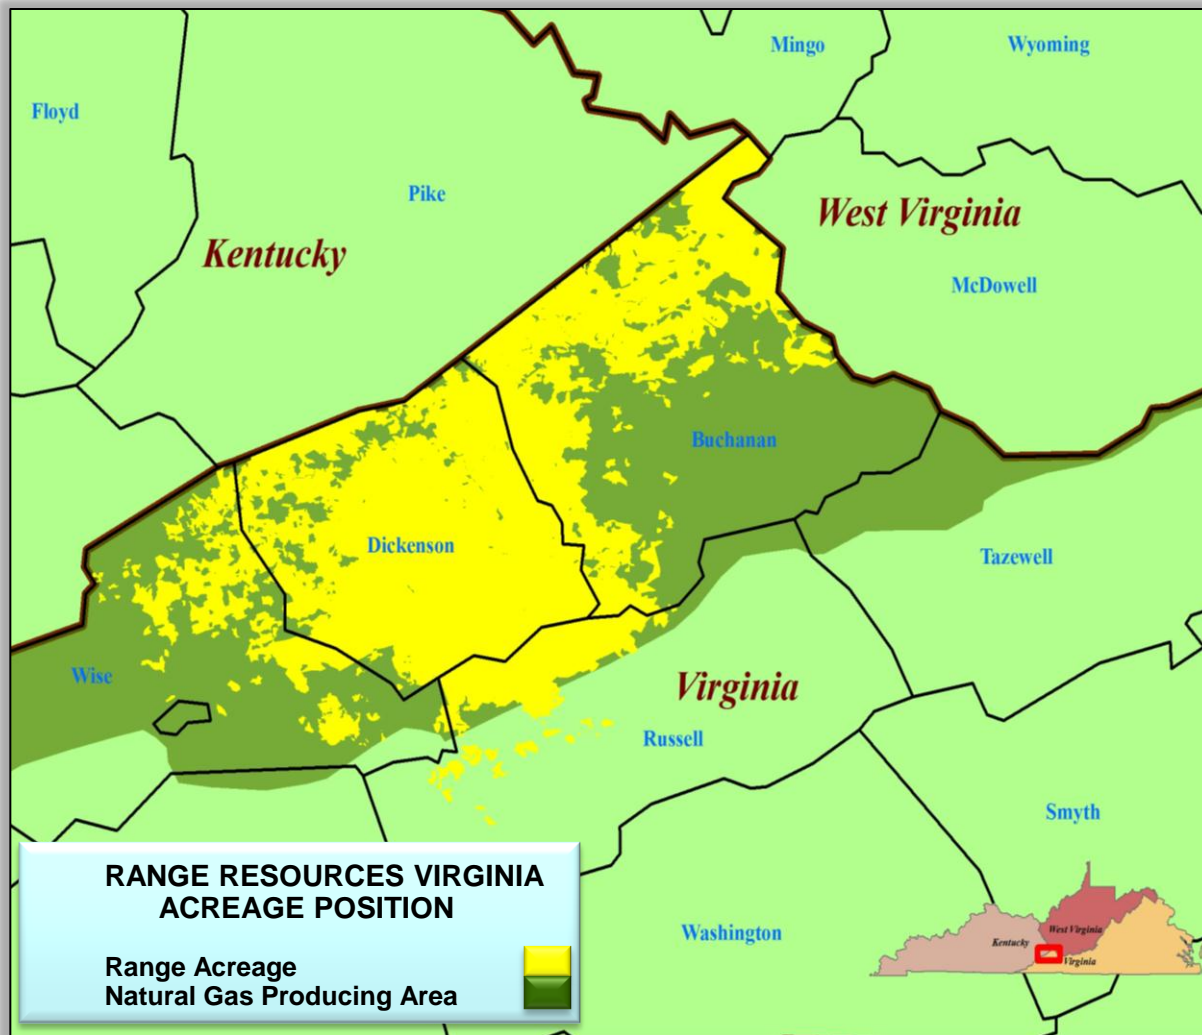 Mingo
Wyoming
Floyd
Pike
West Virginia
Kentucky
McDowell
Buchanan
Dickenson
Tazewell
Wise
Virginia
Russell
Smyth
RANGE RESOURCES VIRGINIA
ACREAGE POSITION
Range Acreage
Natural Gas Producing Area
Washington
West Virginia
Kentucky
Virginia